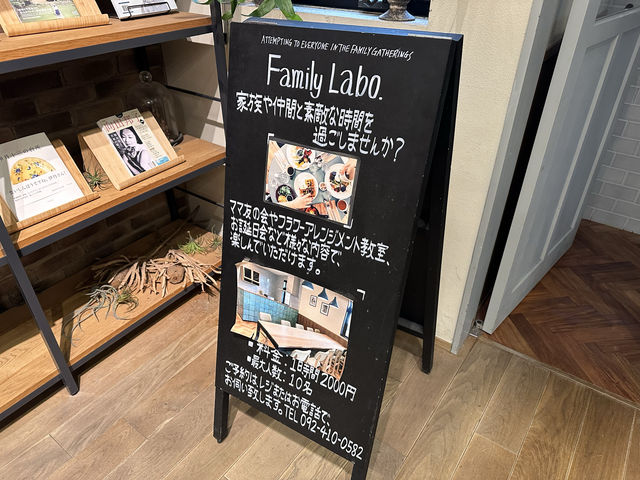 ATTEMPTING TO EVERYONE IN THE FAMILY GATHERINGS
Family Labo.
家族や仲間と素敵な時間を
過ごしませんか?
ママ友の会やフラワーアレンジメント教室、
お誕生日会など様々な内容で、
楽しんでいただけます。
・料金:1時間2000円
・最大人数:10名
ご予約はレジまたはお電話で、
お伺い致します。TEL 092-410-0582